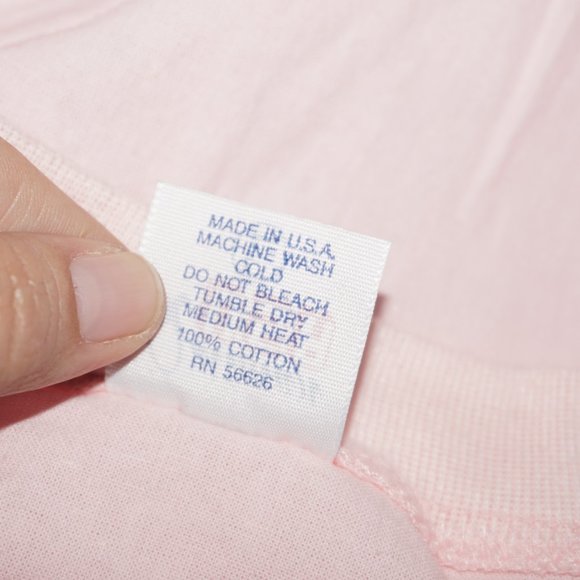 MADE IN U.S.A.
MACHINE WASH
COLD
DO NOT BLEACH
TUMBLE DRY
MEDIUM HEAT
100% COTTON
RN 56626